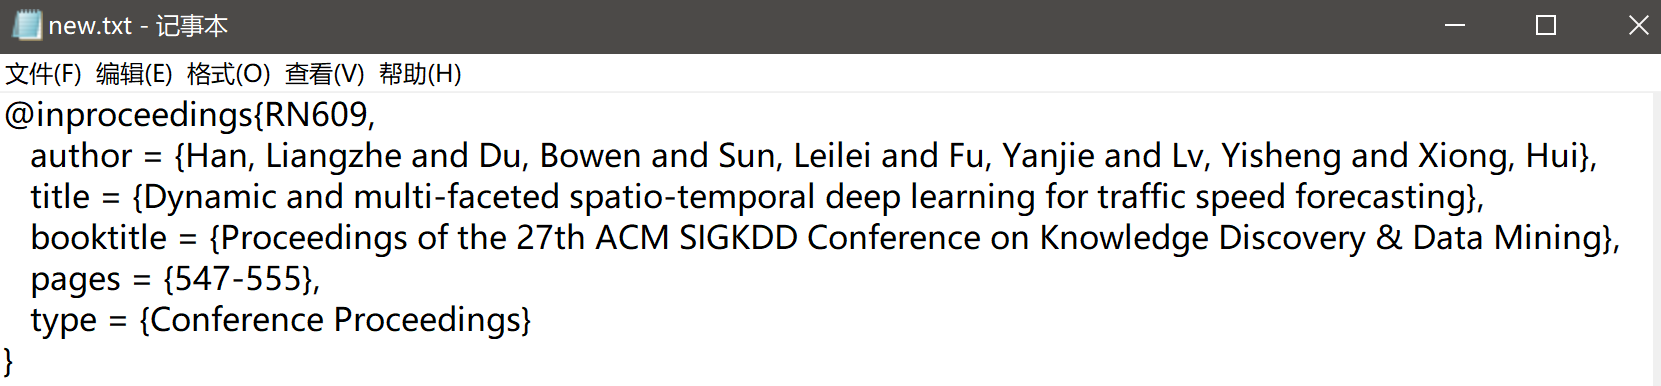 new.txt - 记事本
文件(F) 编辑(E) 格式(O) 查看(V) 帮助(H)
@inproceedings{RN609,
author = {Han, Liangzhe and Du, Bowen and Sun, Leilei and Fu, Yanjie and Lv, Yisheng and Xiong, Hui},
title = {Dynamic and multi-faceted spatio-temporal deep learning for traffic speed forecasting},
booktitle = {Proceedings of the 27th ACM SIGKDD Conference on Knowledge Discovery & Data Mining},
pages = {547-555},
type = {Conference Proceedings}
}